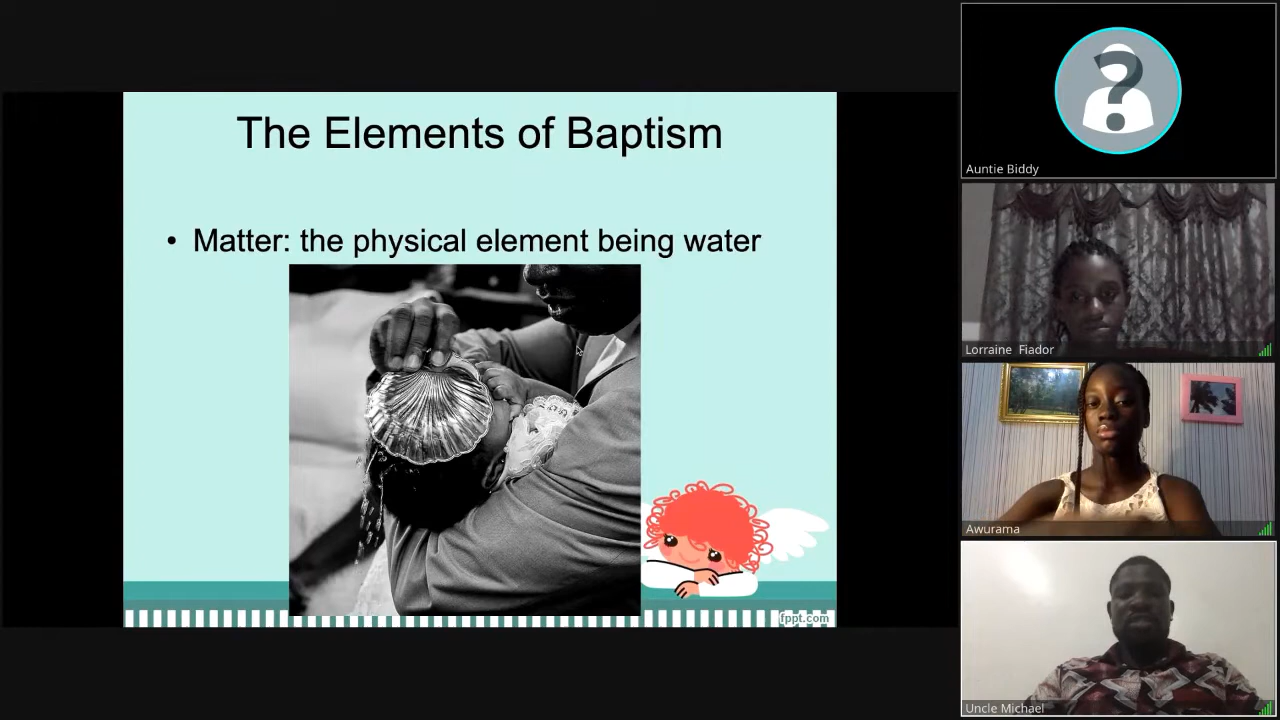 The Elements of Baptism
• Matter: the physical element being water
fppt.com
Auntie Biddy
Lorraine Fiador
Awurama
Uncle Michael